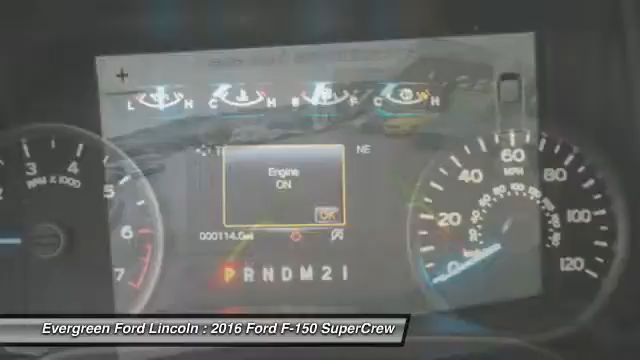 L H C H E F C H
NE
Engine
ON
OK
000114.0mi
P R N D M 2 1
3 4 5 6 7
RPM X 1000
20 40 60 80 100 120
MPH
Evergreen Ford Lincoln : 2016 Ford F-150 SuperCrew